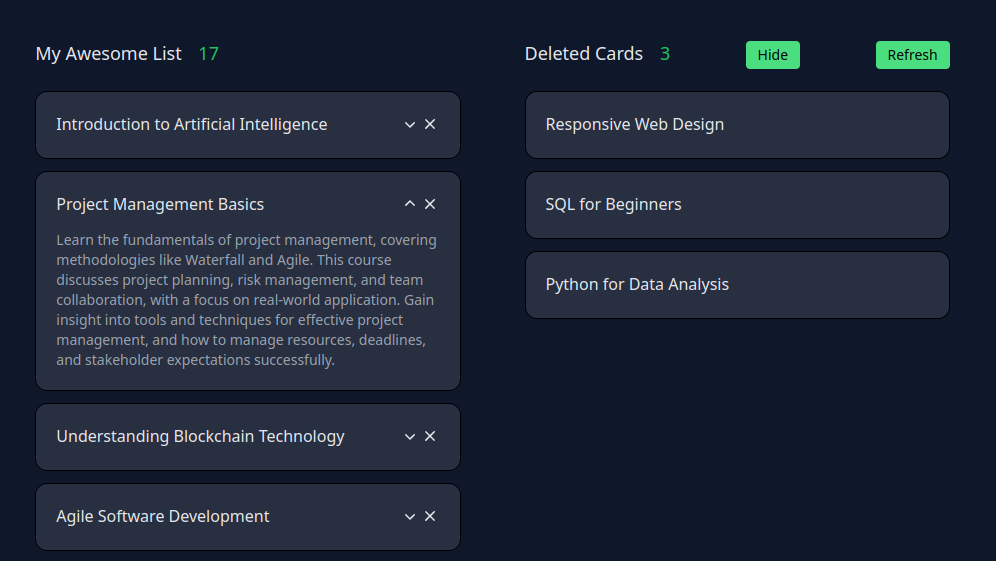 My Awesome List 17
Introduction to Artificial Intelligence
Project Management Basics
Learn the fundamentals of project management, covering
methodologies like Waterfall and Agile. This course
discusses project planning, risk management, and team
collaboration, with a focus on real-world application. Gain
insight into tools and techniques for effective project
management, and how to manage resources, deadlines,
and stakeholder expectations successfully.
Understanding Blockchain Technology
Agile Software Development
Deleted Cards 3 Hide Refresh
Responsive Web Design
SQL for Beginners
Python for Data Analysis